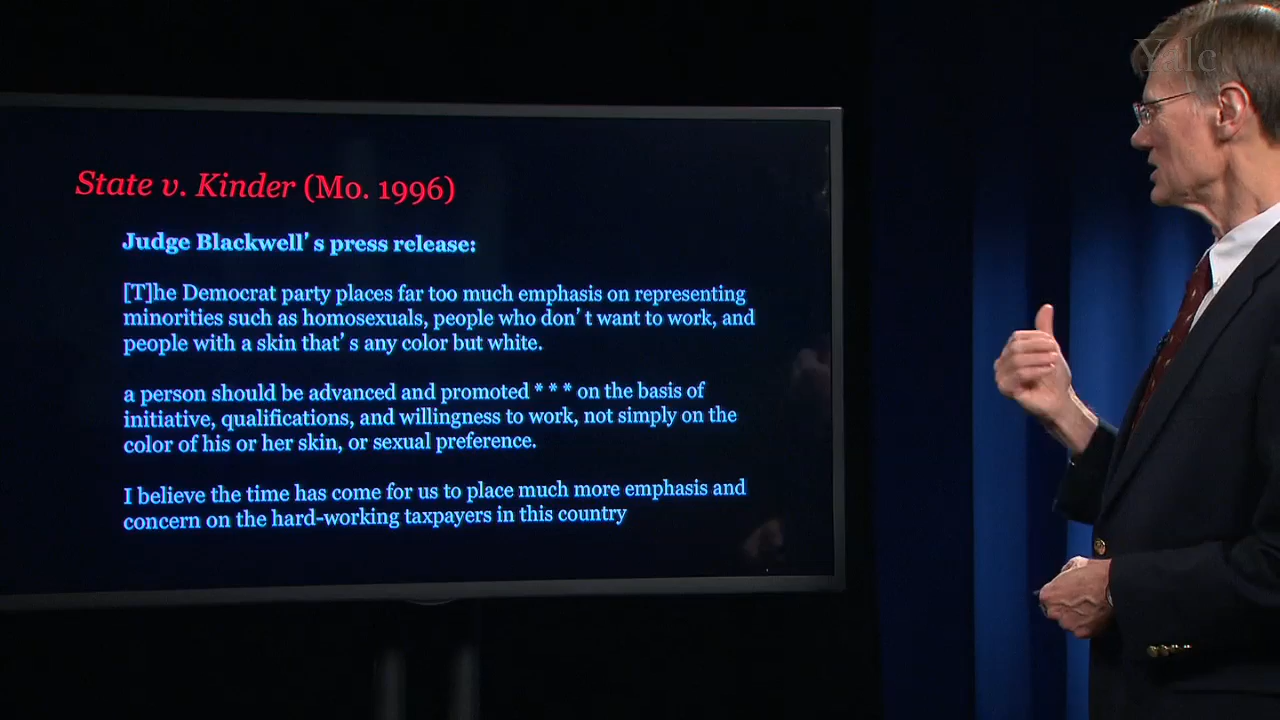 Yale
State v. Kinder (Mo. 1996)
Judge Blackwell's press release:
[T]he Democrat party places far too much emphasis on representing
minorities such as homosexuals, people who don't want to work, and
people with a skin that's any color but white.
a person should be advanced and promoted * * * on the basis of
initiative, qualifications, and willingness to work, not simply on the
color of his or her skin, or sexual preference.
I believe the time has come for us to place much more emphasis and
concern on the hard-working taxpayers in this country